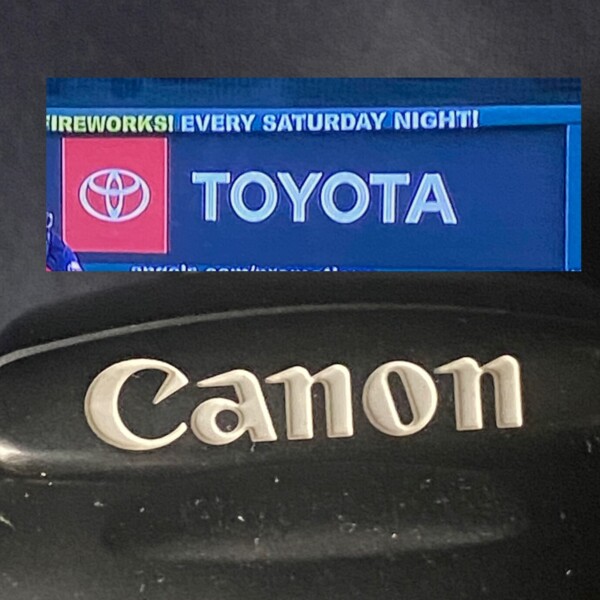 FIREWORKS! EVERY SATURDAY NIGHT!
TOYOTA
Canon